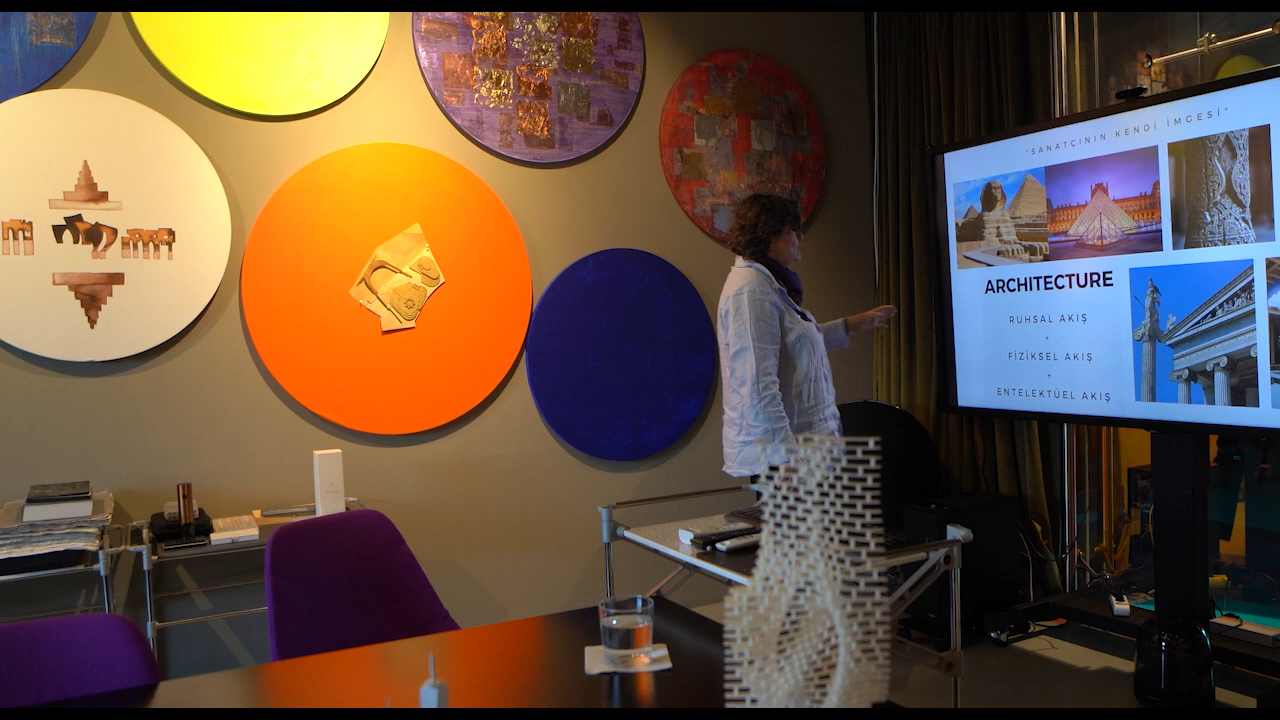 "SANATÇININ KENDİ İMGESİ"
ARCHITECTURE
RUHSAL AKIŞ
+
FİZİKSEL AKIŞ
+
ENTELEKTÜEL AKIŞ